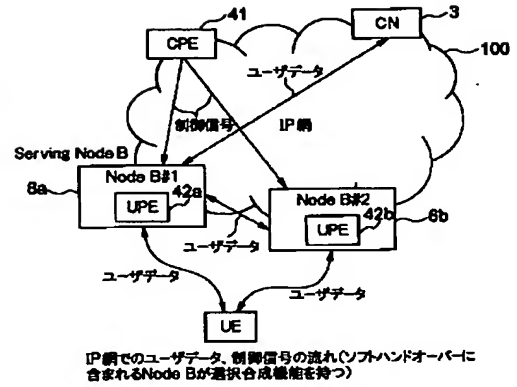 41
CPE
CN
3
100
ユーザデータ
制御信号
IP網
Serving Node B
Node B#1
6a
UPE
42a
Node B#2
UPE
42b
6b
ユーザデータ
ユーザデータ
ユーザデータ
UE
IP網でのユーザデータ、制御信号の流れ(ソフトハンドオーバーに
含まれるNode Bが選択合成機能を持つ)